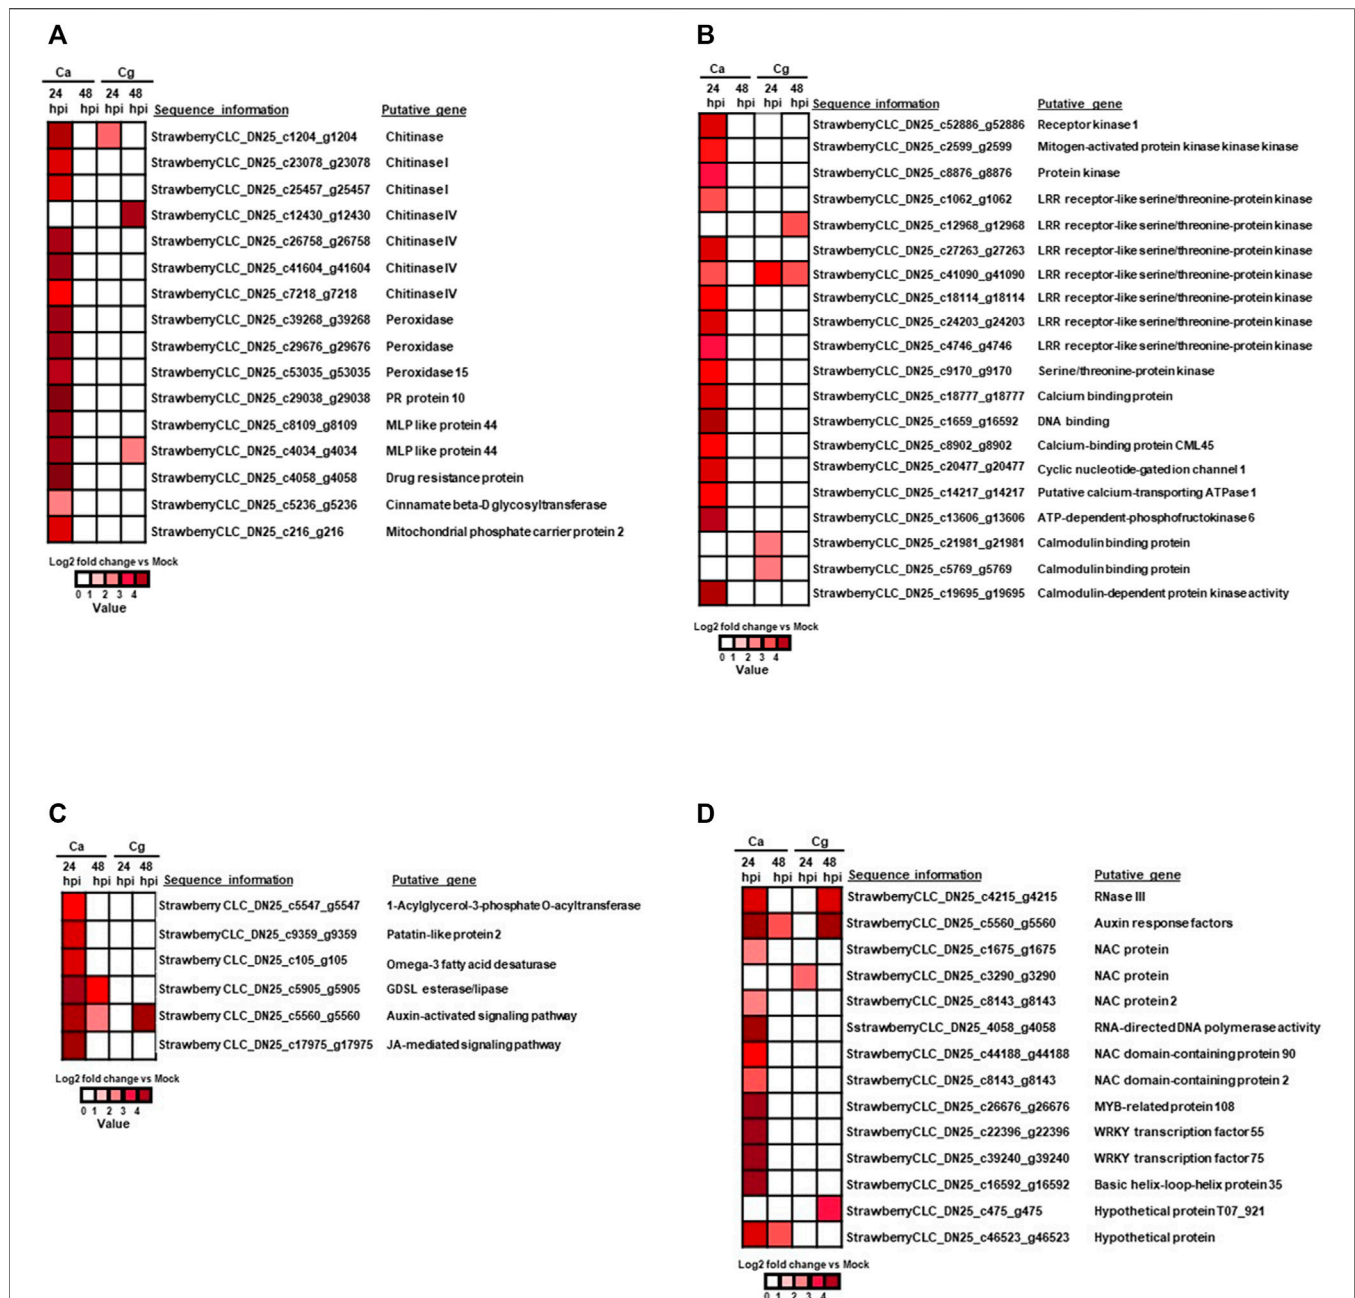 A
Ca Cg
24 48 24 48
hpi hpi hpi hpi Sequence information Putative gene
StrawberryCLC_DN25_c1204_g1204 Chitinase
StrawberryCLC_DN25_c23078_g23078 Chitinase I
StrawberryCLC_DN25_c25457_g25457 Chitinase I
StrawberryCLC_DN25_c12430_g12430 Chitinase IV
StrawberryCLC_DN25_c26758_g26758 Chitinase IV
StrawberryCLC_DN25_c41604_g41604 Chitinase IV
StrawberryCLC_DN25_c7218_g7218 Chitinase IV
StrawberryCLC_DN25_c39268_g39268 Peroxidase
StrawberryCLC_DN25_c29676_g29676 Peroxidase
StrawberryCLC_DN25_c53035_g53035 Peroxidase 15
StrawberryCLC_DN25_c29038_g29038 PR protein 10
StrawberryCLC_DN25_c8109_g8109 MLP like protein 44
StrawberryCLC_DN25_c4034_g4034 MLP like protein 44
StrawberryCLC_DN25_c4058_g4058 Drug resistance protein
StrawberryCLC_DN25_c5236_g5236 Cinnamate beta-D glycosyltransferase
StrawberryCLC_DN25_c216_g216 Mitochondrial phosphate carrier protein 2
Log2 fold change vs Mock
0 1 2 3 4
Value
B
Ca Cg
24 48 24 48
hpi hpi hpi hpi Sequence information Putative gene
StrawberryCLC_DN25_c52886_g52886 Receptor kinase 1
StrawberryCLC_DN25_c2599_g2599 Mitogen-activated protein kinase kinase kinase
StrawberryCLC_DN25_c8876_g8876 Protein kinase
StrawberryCLC_DN25_c1062_g1062 LRR receptor-like serine/threonine-protein kinase
StrawberryCLC_DN25_c12968_g12968 LRR receptor-like serine/threonine-protein kinase
StrawberryCLC_DN25_c27263_g27263 LRR receptor-like serine/threonine-protein kinase
StrawberryCLC_DN25_c41090_g41090 LRR receptor-like serine/threonine-protein kinase
StrawberryCLC_DN25_c18114_g18114 LRR receptor-like serine/threonine-protein kinase
StrawberryCLC_DN25_c24203_g24203 LRR receptor-like serine/threonine-protein kinase
StrawberryCLC_DN25_c4746_g4746 LRR receptor-like serine/threonine-protein kinase
StrawberryCLC_DN25_c9170_g9170 Serine/threonine-protein kinase
StrawberryCLC_DN25_c18777_g18777 Calcium binding protein
StrawberryCLC_DN25_c1659_g16592 DNA binding
StrawberryCLC_DN25_c8902_g8902 Calcium-binding protein CML45
StrawberryCLC_DN25_c20477_g20477 Cyclic nucleotide-gated ion channel 1
StrawberryCLC_DN25_c14217_g14217 Putative calcium-transporting ATPase 1
StrawberryCLC_DN25_c13606_g13606 ATP-dependent-phosfructokinase 6
StrawberryCLC_DN25_c21981_g21981 Calmodulin binding protein
StrawberryCLC_DN25_c5769_g5769 Calmodulin binding protein
StrawberryCLC_DN25_c19695_g19695 Calmodulin-dependent protein kinase activity
Log2 fold change vs Mock
0 1 2 3 4
Value
C
Ca Cg
24 48 24 48
hpi hpi hpi hpi Sequence information Putative gene
Strawberry CLC_DN25_c5547_g5547 1-Acylglycerol-3-phosphate O-acyltransferase
StrawberryCLC_DN25_c9359_g9359 Patatin-like protein 2
StrawberryCLC_DN25_c105_g105 Omega-3 fatty acid desaturase
StrawberryCLC_DN25_c5905_g5905 GDSL esterase/lipase
Strawberry CLC_DN25_c5560_g5560 Auxin-activated signaling pathway
Strawberry CLC_DN25_c17975_g17975 JA-mediated signaling pathway
Log2 fold change vs Mock
0 1 2 3 4
Value
D
Ca Cg
24 48 24 48
hpi hpi hpi hpi Sequence information Putative gene
StrawberryCLC_DN25_c4215_g4215 RNase III
StrawberryCLC_DN25_c5560_g5560 Auxin response factors
StrawberryCLC_DN25_c1675_g1675 NAC protein
StrawberryCLC_DN25_c3290_g3290 NAC protein
StrawberryCLC_DN25_c8143_g8143 NAC protein 2
SstrawberryCLC_DN25_4058_g4058 RNA-directed DNA polymerase activity
StrawberryCLC_DN25_c44188_g44188 NAC domain-containing protein 90
StrawberryCLC_DN25_c8143_g8143 NAC domain-containing protein 2
StrawberryCLC_DN25_c26676_g26676 MYB-related protein 108
StrawberryCLC_DN25_c22396_g22396 WRKY transcription factor 55
StrawberryCLC_DN25_c39240_g39240 WRKY transcription factor 75
StrawberryCLC_DN25_c16592_g16592 Basic helix-loop-helix protein 35
StrawberryCLC_DN25_c475_g475 Hypothetical protein T07_921
StrawberryCLC_DN25_c46523_g46523 Hypothetical protein
Log2 fold change vs Mock
0 1 2 3 4